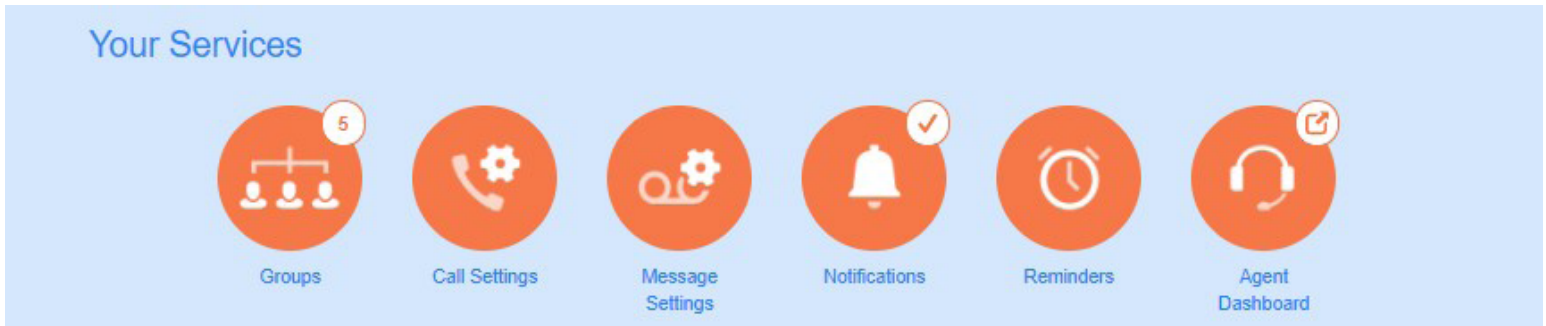 Your Services
5
Groups
Call Settings
Message
Settings
Notifications
Reminders
Agent
Dashboard